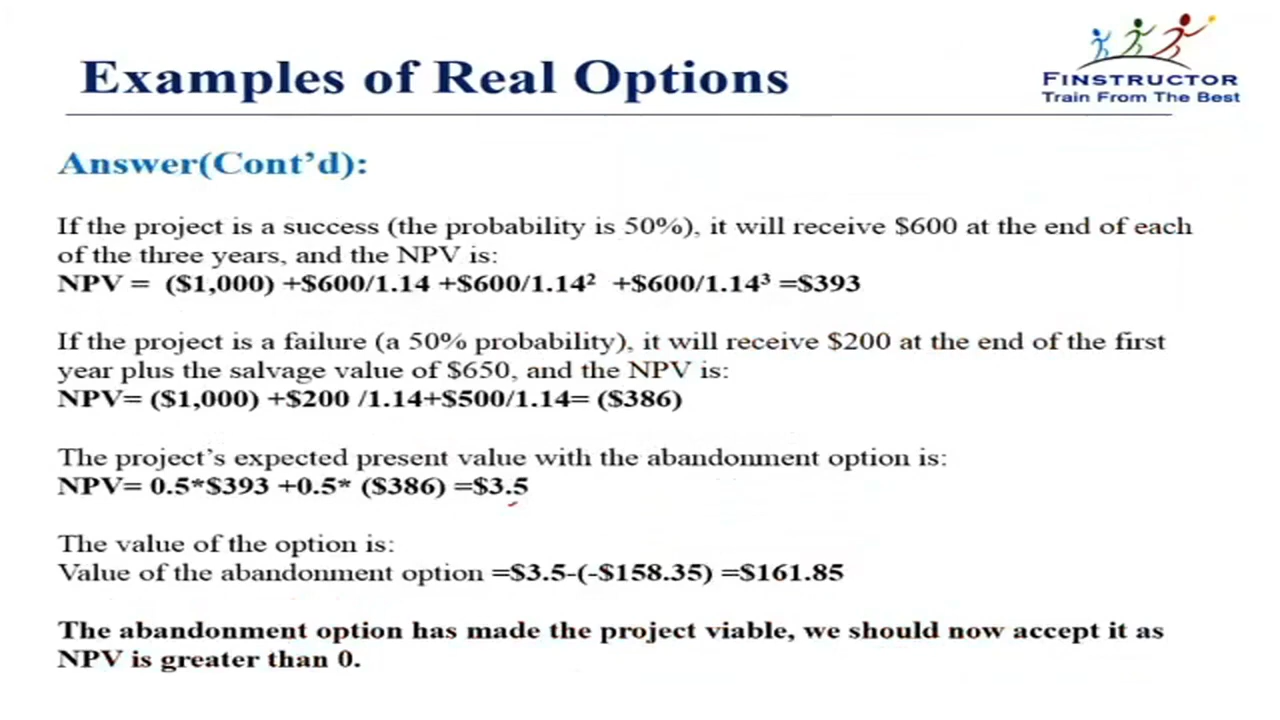 Examples of Real Options
FINSTRUCTOR
Train From The Best
Answer(Cont’d):
If the project is a success (the probability is 50%), it will receive $600 at the end of each
of the three years, and the NPV is:
NPV = ($1,000) +$600/1.14 +$600/1.14² +$600/1.14³ =$393
If the project is a failure (a 50% probability), it will receive $200 at the end of the first
year plus the salvage value of $650, and the NPV is:
NPV= ($1,000) +$200 /1.14+$500/1.14= ($386)
The project’s expected present value with the abandonment option is:
NPV= 0.5*$393 +0.5* ($386) =$3.5
The value of the option is:
Value of the abandonment option =$3.5-(-$158.35) =$161.85
The abandonment option has made the project viable, we should now accept it as
NPV is greater than 0.